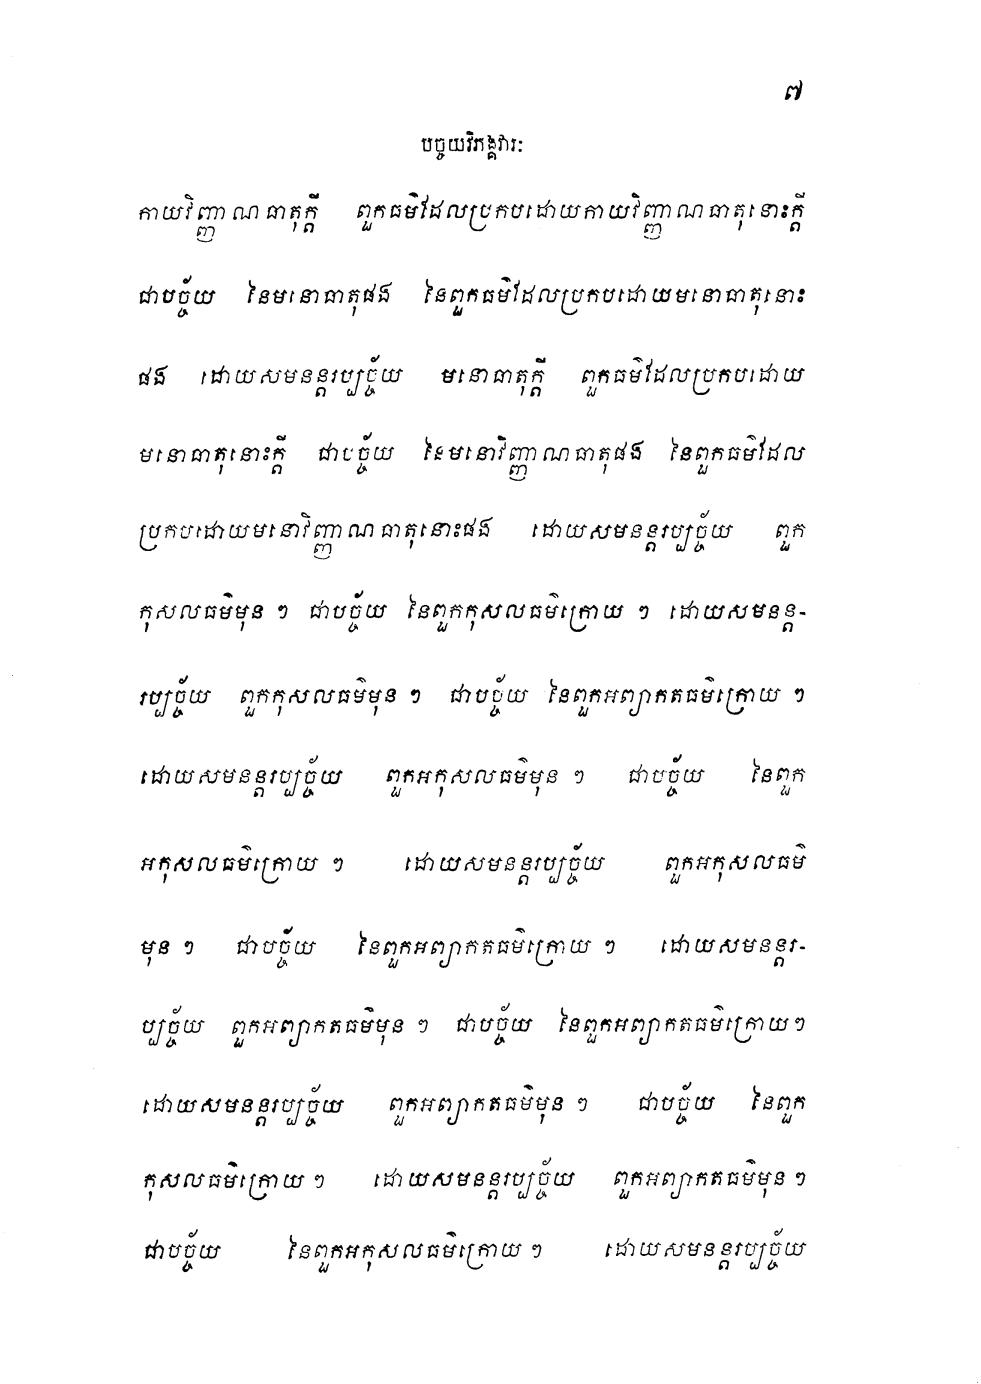 ៧
បច្ចយវិភង្គវារៈ
កាយវិញ្ញាណធាតុក្តី ពួកធម៌ដែលប្រកបដោយកាយវិញ្ញាណធាតុនោះក្តី
ជាបច្ច័យ នៃមនោធាតុផង នៃពួកធម៌ដែលប្រកបដោយមនោធាតុនោះ
ផង ដោយសមនន្តរប្បច្ច័យ មនោធាតុក្តី ពួកធម៌ដែលប្រកបដោយ
មនោធាតុនោះក្តី ជាបច្ច័យ នៃមនោវិញ្ញាណធាតុផង នៃពួកធម៌ដែល
ប្រកបដោយមនោវិញ្ញាណធាតុនោះផង ដោយសមនន្តរប្បច្ច័យ ពួក
កុសលធម៌មុន ៗ ជាបច្ច័យ នៃពួកកុសលធម៌ក្រោយ ៗ ដោយសមនន្ត-
រប្បច្ច័យ ពួកកុសលធម៌មុន ៗ ជាបច្ច័យ នៃពួកអព្យាកតធម៌ក្រោយ ៗ
ដោយសមនន្តរប្បច្ច័យ ពួកអកុសលធម៌មុន ៗ ជាបច្ច័យ នៃពួក
អកុសលធម៌ក្រោយ ៗ ដោយសមនន្តរប្បច្ច័យ ពួកអកុសលធម៌
មុន ៗ ជាបច្ច័យ នៃពួកអព្យាកតធម៌ក្រោយ ៗ ដោយសមនន្តរ-
ប្បច្ច័យ ពួកអព្យាកតធម៌មុន ៗ ជាបច្ច័យ នៃពួកអព្យាកតធម៌ក្រោយៗ
ដោយសមនន្តរប្បច្ច័យ ពួកអព្យាកតធម៌មុន ៗ ជាបច្ច័យ នៃពួក
កុសលធម៌ក្រោយ ៗ ដោយសមនន្តរប្បច្ច័យ ពួកអព្យាកតធម៌មុន ៗ
ជាបច្ច័យ នៃពួកអកុសលធម៌ក្រោយ ៗ ដោយសមនន្តរប្បច្ច័យ